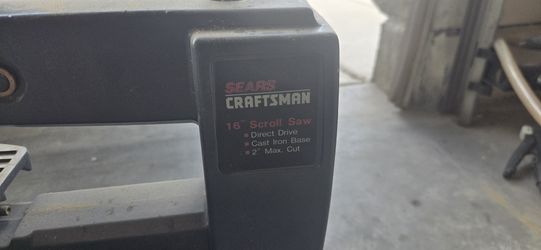 SEARS
CRAFTSMAN
16" Scroll Saw
▪ Direct Drive
▪ Cast Iron Base
▪ 2" Max. Cut